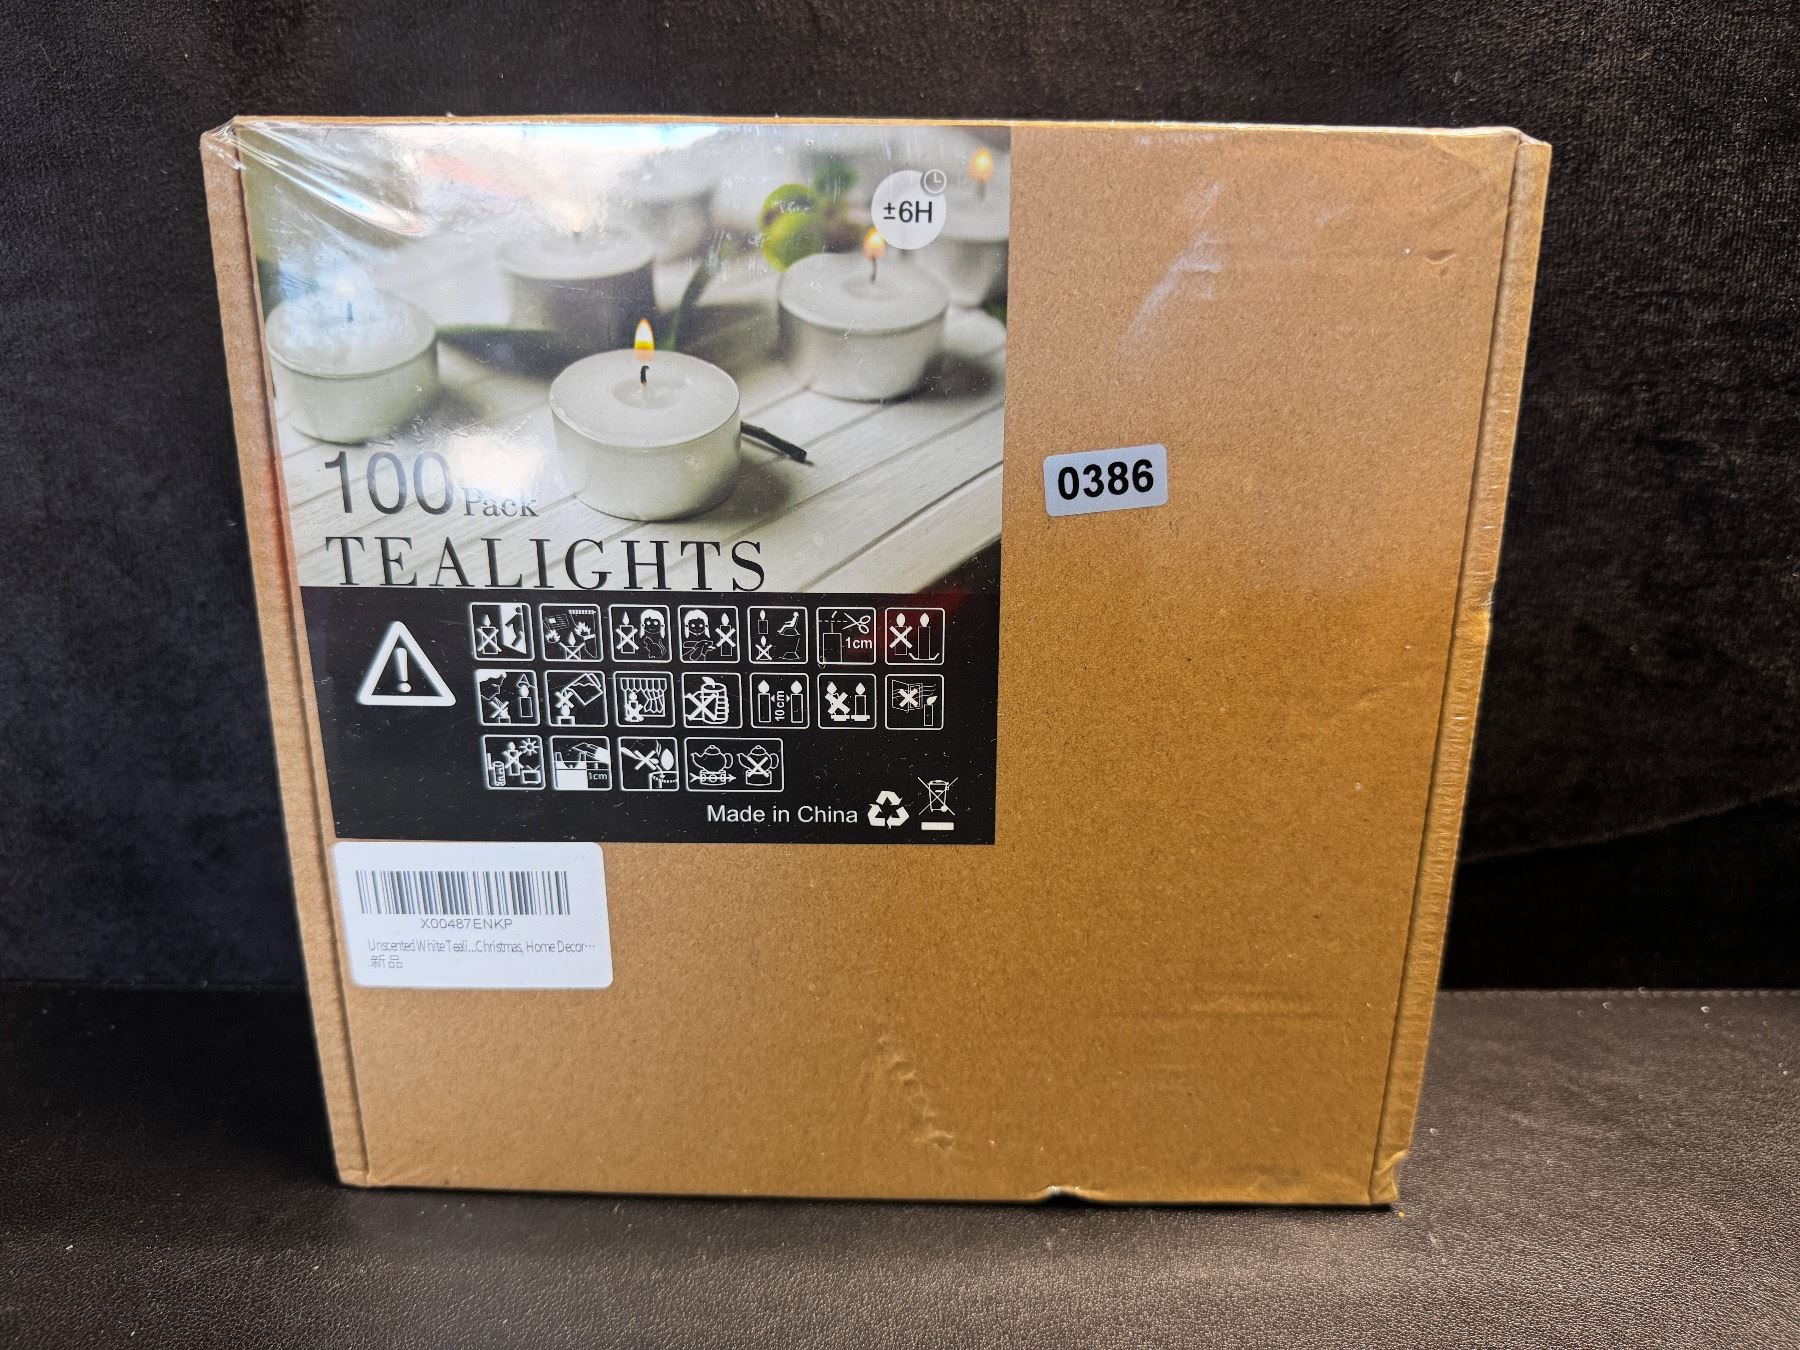 ±6H
100 Pack
TEALIGHTS
0386
1cm
10cm
1cm
Made in China
X00487ENKP
Unscented White Teali...Christmas, Home Decor...
新品